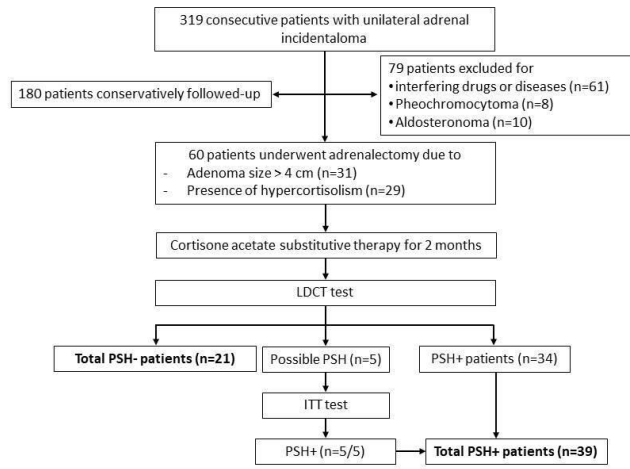 319 consecutive patients with unilateral adrenal
incidentaloma
180 patients conservatively followed-up
79 patients excluded for
•interfering drugs or diseases (n=61)
•Pheochromocytoma (n=8)
•Aldosteronoma (n=10)
60 patients underwent adrenalectomy due to
- Adenoma size > 4 cm (n=31)
- Presence of hypercortisolism (n=29)
Cortisone acetate substitutive therapy for 2 months
LDCT test
Total PSH- patients (n=21)
Possible PSH (n=5)
PSH+ patients (n=34)
ITT test
PSH+ (n=5/5)
Total PSH+ patients (n=39)